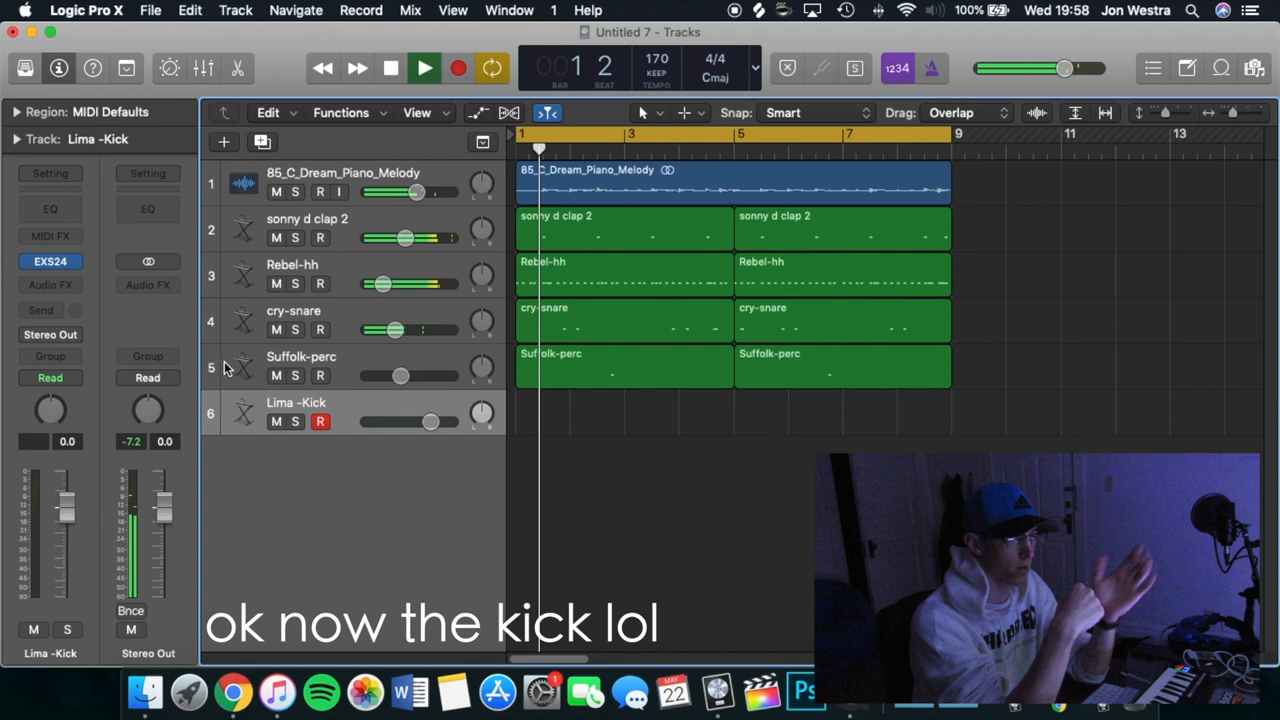 Logic Pro X File Edit Track Navigate Record Mix View Window 1 Help 100% Wed 19:58 Jon Westra
Untitled 7 - Tracks
001 2 170 4/4
BAR BEAT KEEP TEMPO Cmaj
1234
Region: MIDI Defaults
Edit Functions View Snap: Smart Drag: Overlap
Track: Lima -Kick
1 3 5 7 9 11 13
Setting Setting
EQ EQ
MIDI FX
EXS24
Audio FX Audio FX
Send
Stereo Out
Group Group
Read Read
0.0 -7.2 0.0
Bnce
M S M
Lima -Kick Stereo Out
1 85_C_Dream_Piano_Melody
M S R I
85_C_Dream_Piano_Melody
2 sonny d clap 2
M S R
sonny d clap 2 sonny d clap 2
3 Rebel-hh
M S R
Rebel-hh Rebel-hh
4 cry-snare
M S R
cry-snare cry-snare
5 Suffolk-perc
M S R
Suffolk-perc Suffolk-perc
6 Lima -Kick
M S R
ok now the kick lol
MAY
22
Ps